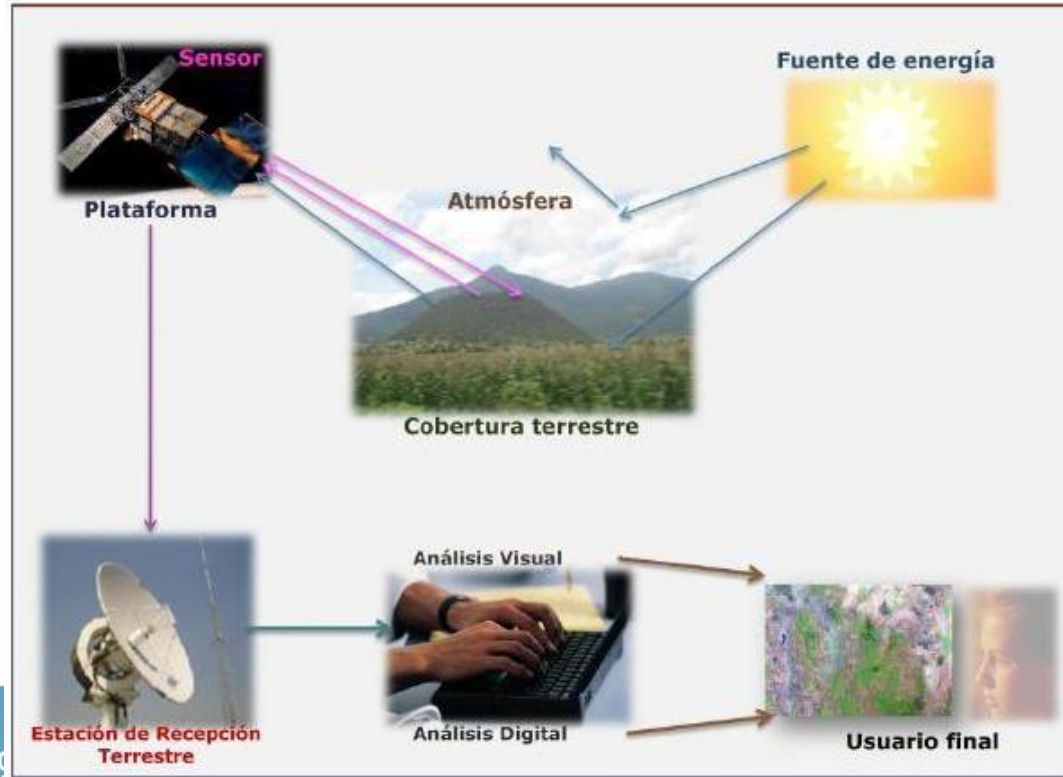 Sensor
Fuente de energía
Plataforma
Atmósfera
Cobertura terrestre
Análisis Visual
Análisis Digital
Estación de Recepción
Terrestre
Usuario final